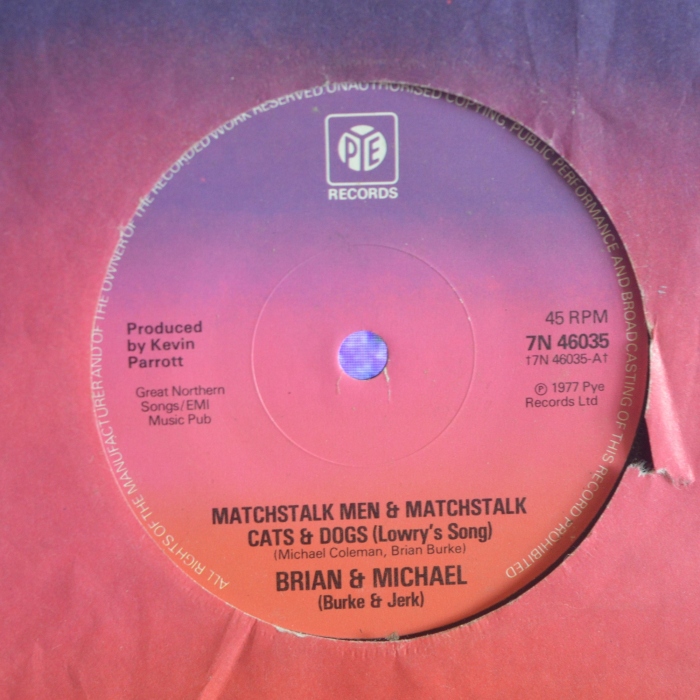 ALL RIGHTS OF THE MANUFACTURER AND OF THE OWNER OF THE RECORDED WORK RESERVED UNAUTHORISED COPYING PUBLIC PERFORMANCE AND BROADCASTING OF THIS RECORD PROHIBITED
PYE
RECORDS
Produced
by Kevin
Parrott
Great Northern
Songs/EMI
Music Pub
45 RPM
7N 46035
†7N 46035-A†
℗ 1977 Pye
Records Ltd
MATCHSTALK MEN & MATCHSTALK
CATS & DOGS (Lowry's Song)
(Michael Coleman, Brian Burke)
BRIAN & MICHAEL
(Burke & Jerk)